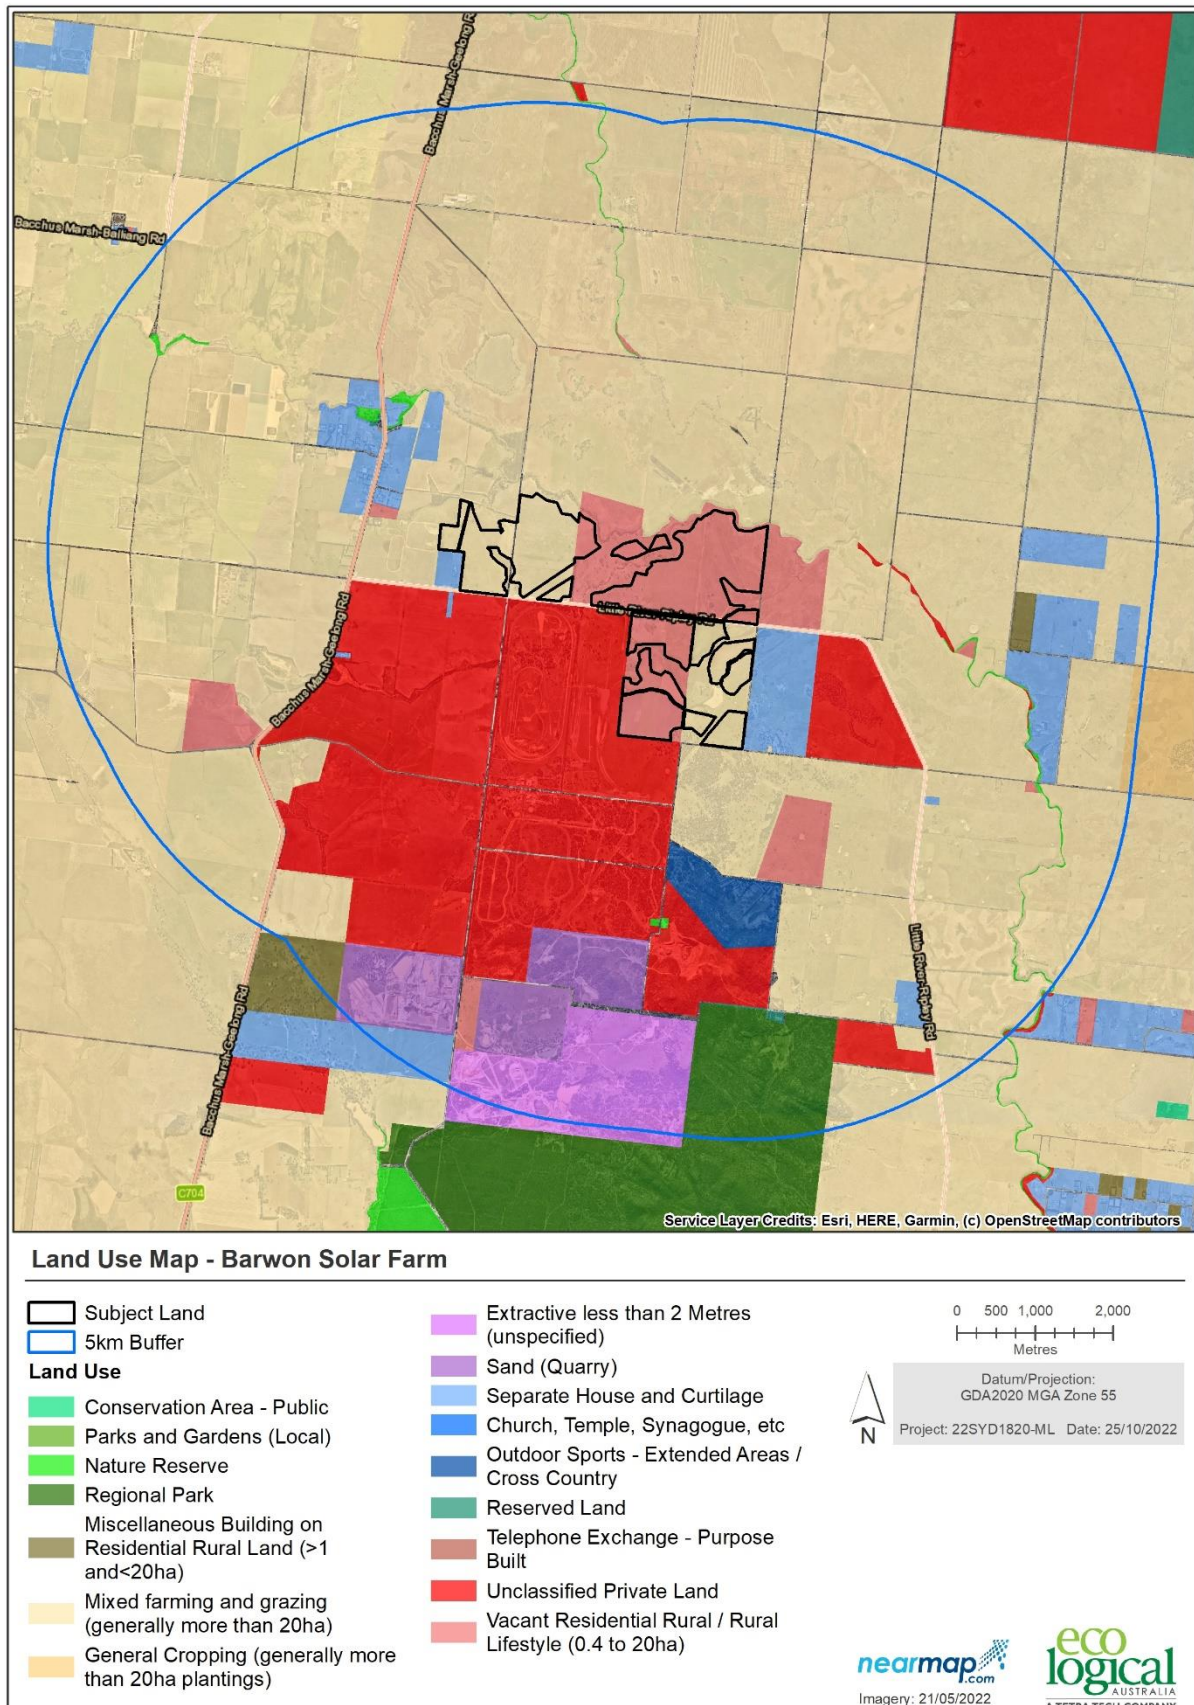 Bacchus Marsh-Geelong Rd
Bacchus Marsh-Balliang Rd
Little River-Ripley Rd
Bacchus Marsh-Geelong Rd
Little River-Ripley Rd
Bacchus Marsh-Geelong Rd
C704
Service Layer Credits: Esri, HERE, Garmin, (c) OpenStreetMap contributors
Land Use Map - Barwon Solar Farm
Subject Land
5km Buffer
Land Use
Conservation Area - Public
Parks and Gardens (Local)
Nature Reserve
Regional Park
Miscellaneous Building on
Residential Rural Land (>1
and<20ha)
Mixed farming and grazing
(generally more than 20ha)
General Cropping (generally more
than 20ha plantings)
Extractive less than 2 Metres
(unspecified)
Sand (Quarry)
Separate House and Curtilage
Church, Temple, Synagogue, etc
Outdoor Sports - Extended Areas /
Cross Country
Reserved Land
Telephone Exchange - Purpose
Built
Unclassified Private Land
Vacant Residential Rural / Rural
Lifestyle (0.4 to 20ha)
0 500 1,000 2,000
Metres
N
Datum/Projection:
GDA2020 MGA Zone 55
Project: 22SYD1820-ML Date: 25/10/2022
nearmap
.com
Imagery: 21/05/2022
eco
logical
AUSTRALIA
A TETRA TECH COMPANY